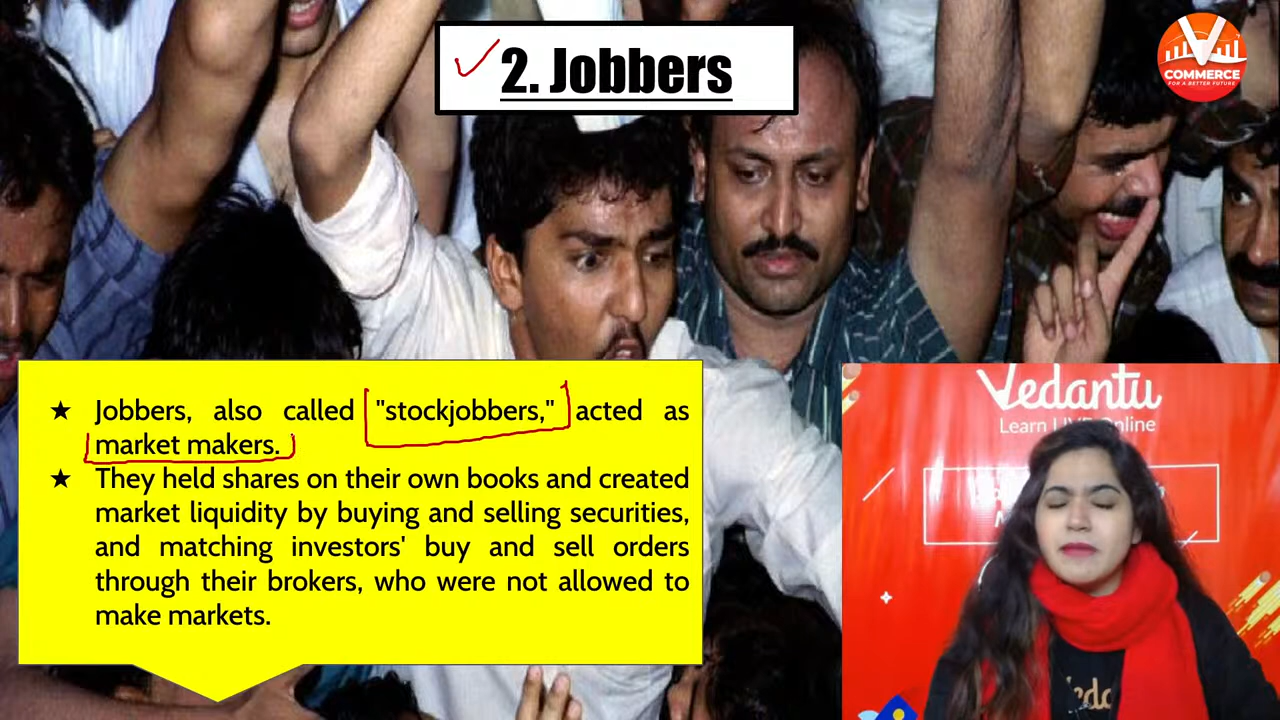 2. Jobbers
COMMERCE
FOR A BETTER FUTURE
★ Jobbers, also called "stockjobbers," acted as
market makers.
★ They held shares on their own books and created
market liquidity by buying and selling securities,
and matching investors' buy and sell orders
through their brokers, who were not allowed to
make markets.
Vedantu
Learn LIVE Online